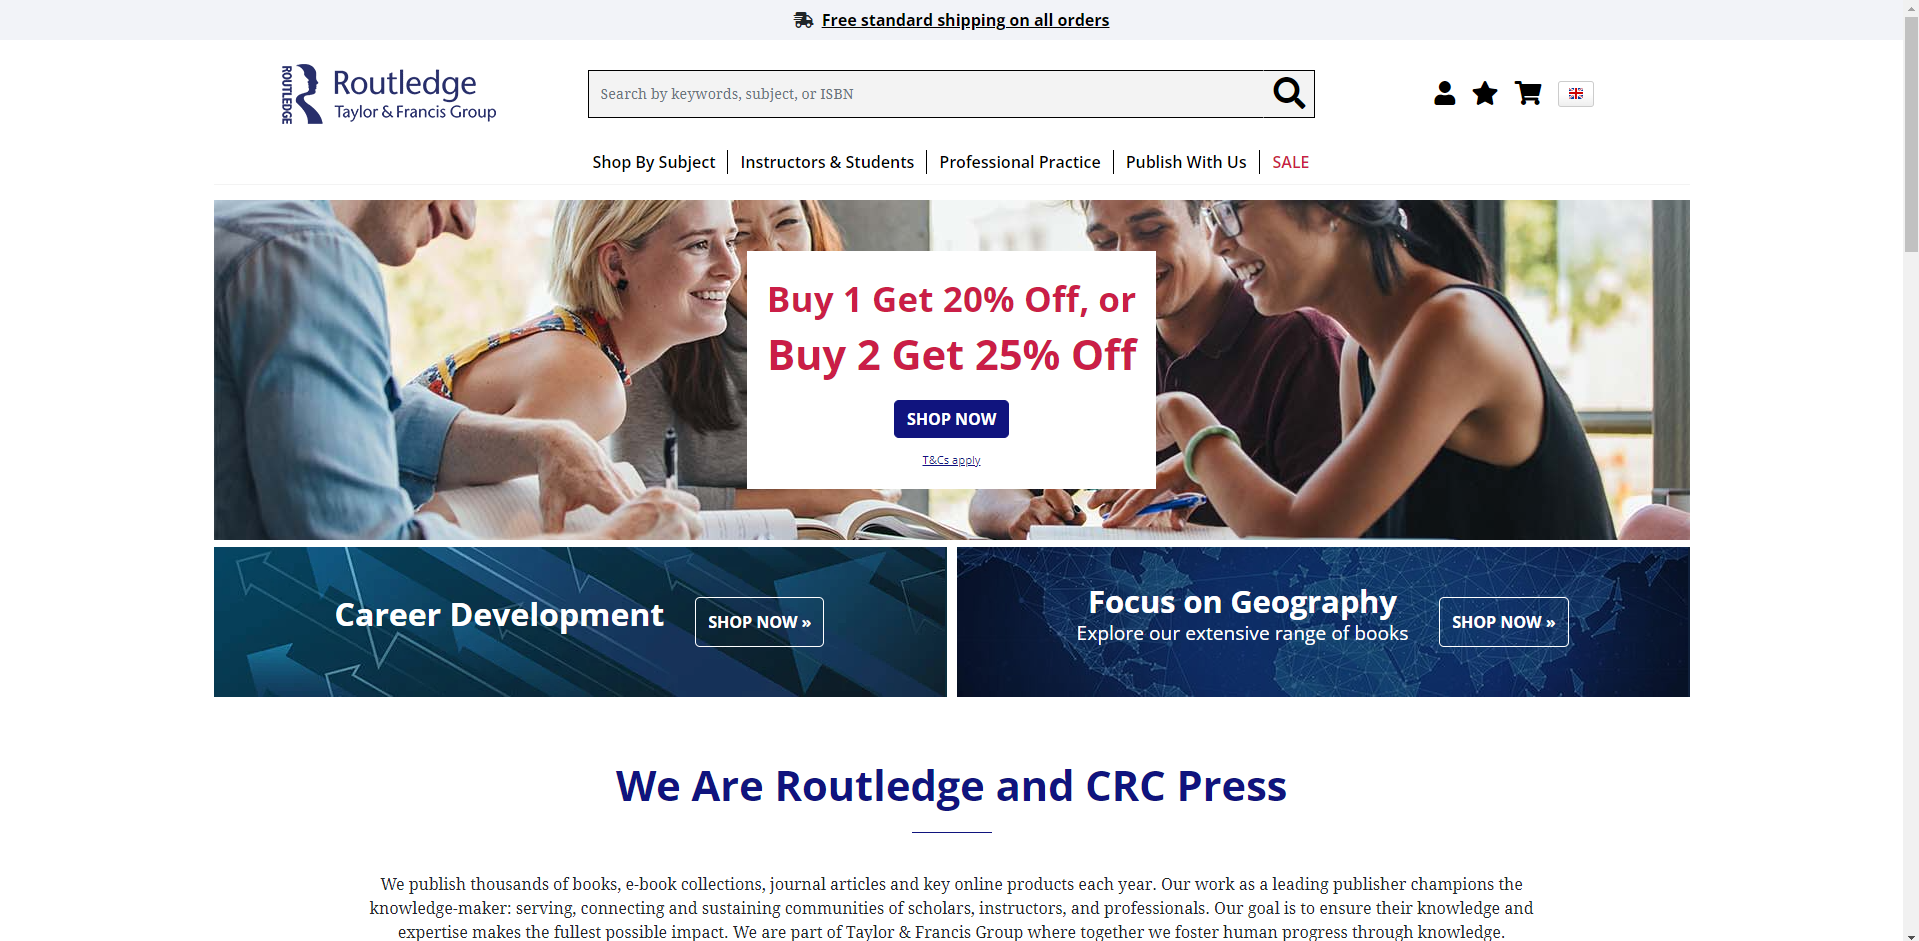 Free standard shipping on all orders
ROUTLEDGE
Routledge
Taylor & Francis Group
Search by keywords, subject, or ISBN
Shop By Subject
Instructors & Students
Professional Practice
Publish With Us
SALE
Buy 1 Get 20% Off, or
Buy 2 Get 25% Off
SHOP NOW
T&Cs apply
Career Development
SHOP NOW »
Focus on Geography
Explore our extensive range of books
SHOP NOW »
We Are Routledge and CRC Press
We publish thousands of books, e-book collections, journal articles and key online products each year. Our work as a leading publisher champions the
knowledge-maker: serving, connecting and sustaining communities of scholars, instructors, and professionals. Our goal is to ensure their knowledge and
expertise makes the fullest possible impact. We are part of Taylor & Francis Group where together we foster human progress through knowledge.